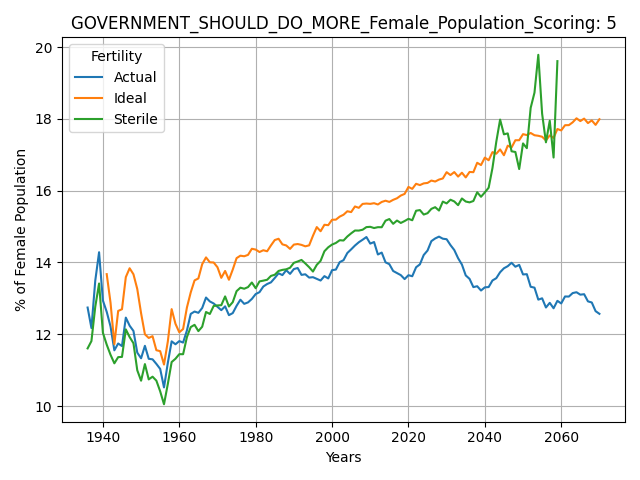 GOVERNMENT_SHOULD_DO_MORE_Female_Population_Scoring: 5
Fertility
Actual
Ideal
Sterile
% of Female Population
20
18
16
14
12
10
1940 1960 1980 2000 2020 2040 2060
Years